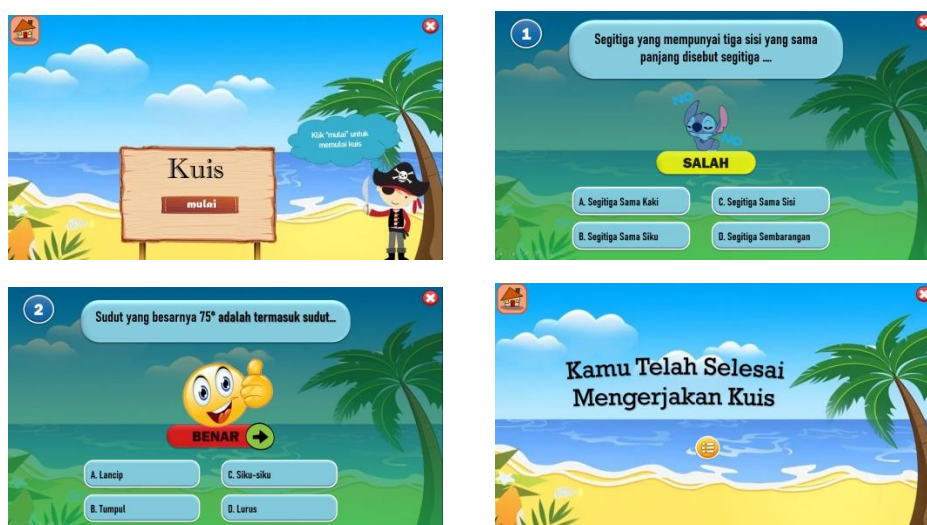 Kuis
mulai
Klik "mulai" untuk
memulai kuis
1
Segitiga yang mempunyai tiga sisi yang sama
panjang disebut segitiga ....
NO
NO
SALAH
A. Segitiga Sama Kaki
C. Segitiga Sama Sisi
B. Segitiga Sama Siku
D. Segitiga Sembarangan
2
Sudut yang besarnya 75° adalah termasuk sudut...
BENAR
A. Lancip
C. Siku-siku
B. Tumpul
D. Lurus
Kamu Telah Selesai
Mengerjakan Kuis